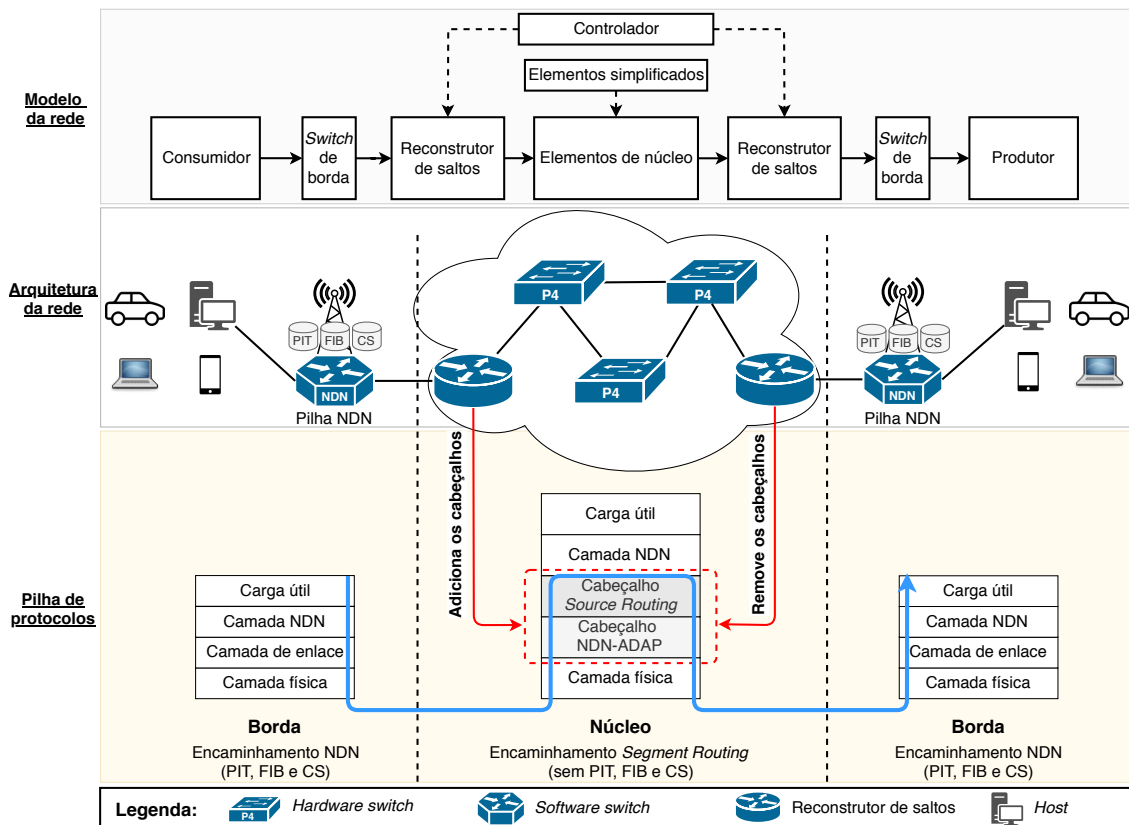 Modelo
da rede
Controlador
Elementos simplificados
Consumidor
Switch
de
borda
Reconstrutor
de saltos
Elementos de núcleo
Reconstrutor
de saltos
Switch
de
borda
Produtor
Arquitetura
da rede
PIT
FIB
CS
NDN
Pilha NDN
P4
P4
P4
PIT
FIB
CS
NDN
Pilha NDN
Pilha de
protocolos
Adiciona os cabeçalhos
Remove os cabeçalhos
Carga útil
Camada NDN
Camada de enlace
Camada física
Carga útil
Camada NDN
Cabeçalho
Source Routing
Cabeçalho
NDN-ADAP
Camada física
Carga útil
Camada NDN
Camada de enlace
Camada física
Borda
Encaminhamento NDN
(PIT, FIB e CS)
Núcleo
Encaminhamento Segment Routing
(sem PIT, FIB e CS)
Borda
Encaminhamento NDN
(PIT, FIB e CS)
Legenda:
P4
Hardware switch
Software switch
Reconstrutor de saltos
Host